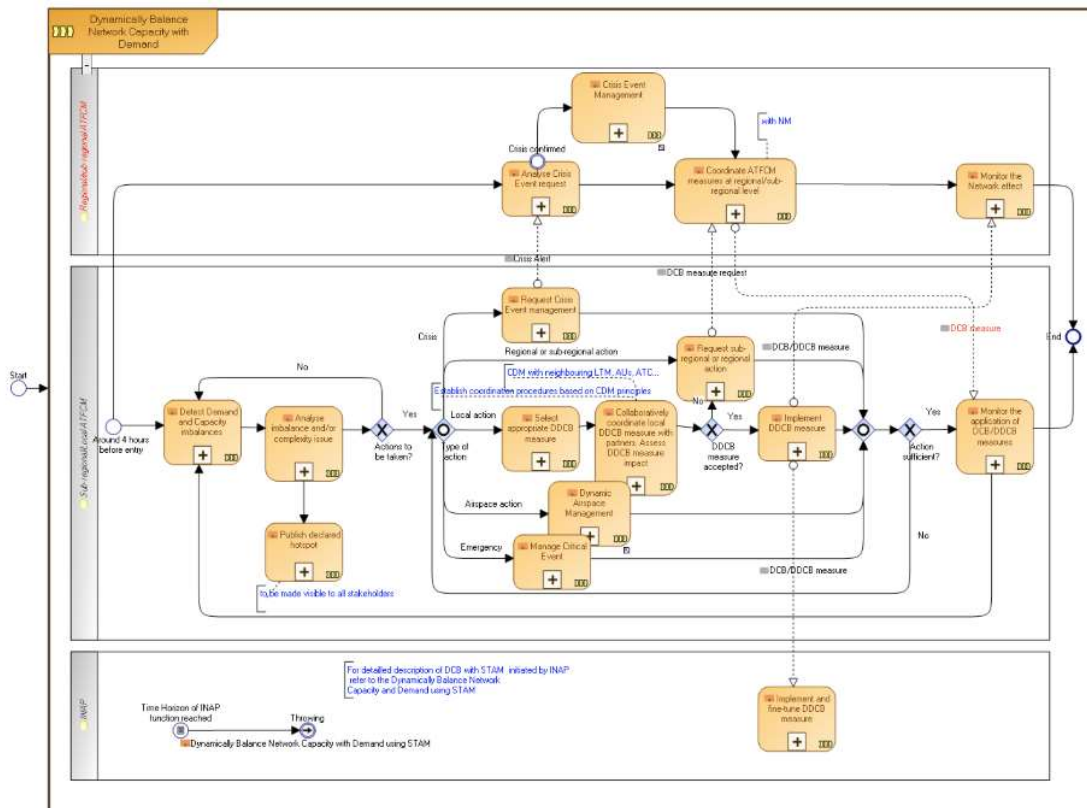 Dynamically Balance
Network Capacity with
Demand
Regional/sub-regional ATFCM
Crisis Event
Management
with NM
Crisis confirmed
Analyse Crisis
Event request
Coordinate ATFCM
measures at regional/sub-
regional level
Monitor the
Network effect
Crisis Alert
DCB measure request
Sub-regional/Local ATFCM
Request Crisis
Event management
Crisis
Regional or sub-regional action
DCB/DDCB measure
DCB measure
End
Request sub-
regional or regional
action
Start
No
CDM with neighbouring LTM, AUs, ATC...
Establish coordination procedures based on CDM principles
Around 4 hours
before entry
Detect Demand
and Capacity
imbalances
Analyse
imbalance and/or
complexity issue
Actions to
be taken?
Yes
Type of
action
Local action
Select
appropriate DDCB
measure
Collaboratively
coordinate local
DDCB measure with
partners. Assess
DDCB measure
impact
No
Yes
DDCB
measure
accepted?
Implement
DDCB measure
Yes
Action
sufficient?
Monitor the
application of
DCB/DDCB
measures
Airspace action
Dynamic
Airspace
Management
No
Publish declared
hotspot
Emergency
Manage Critical
Event
DCB/DDCB measure
to be made visible to all stakeholders
INAP
For detailled description of DCB with STAM initiated by INAP
refer to the Dynamically Balance Network
Capacity and Demand using STAM
Time Horizon of INAP
function reached
Throwing
Dynamically Balance Network Capacity with Demand using STAM
Implement and
fine-tune DDCB
measure